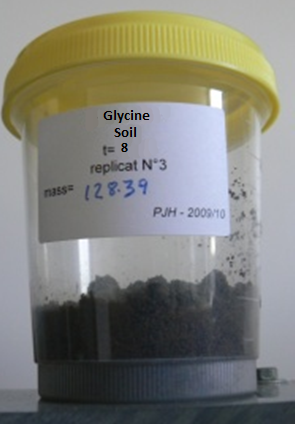 Glycine
Soil
t= 8
replicat N°3
mass= 128.39
PJH - 2009/10